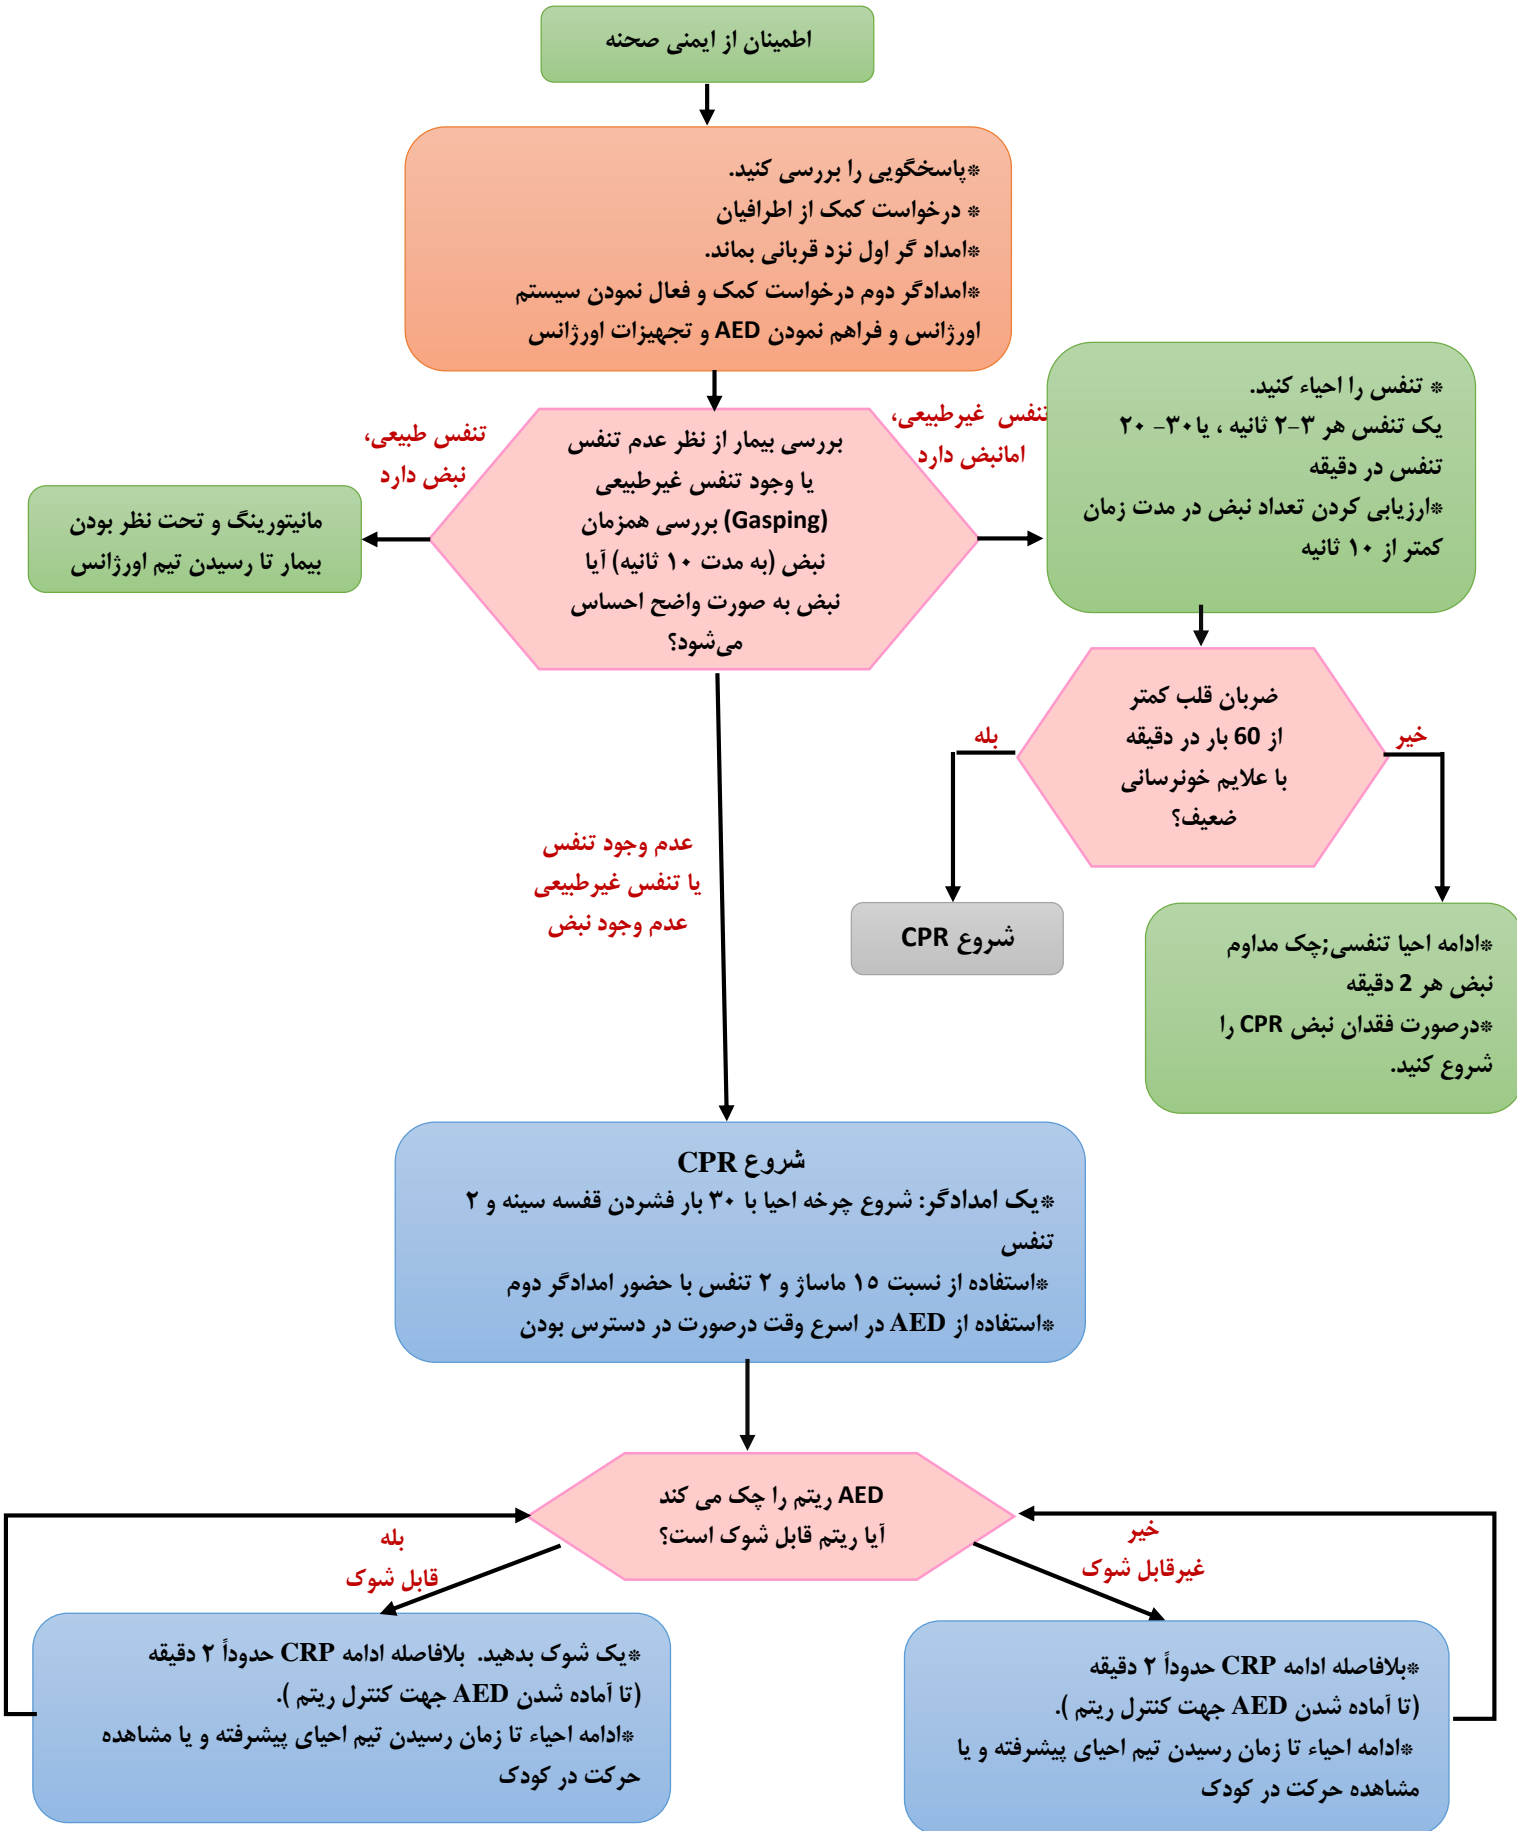 اطمینان از ایمنی صحنه
*پاسخگویی را بررسی کنید.
* درخواست کمک از اطرافیان
*امداد گر اول نزد قربانی بماند.
*امدادگر دوم درخواست کمک و فعال نمودن سیستم
اورژانس و فراهم نمودن AED و تجهیزات اورژانس
تنفس غیرطبیعی،
امانبض دارد
* تنفس را احیاء کنید.
یک تنفس هر ۳-۲ ثانیه ، یا۳۰- ۲۰
تنفس در دقیقه
*ارزیابی کردن تعداد نبض در مدت زمان
کمتر از ۱۰ ثانیه
بررسی بیمار از نظر عدم تنفس
یا وجود تنفس غیرطبیعی
(Gasping) بررسی همزمان
نبض (به مدت ۱۰ ثانیه) آیا
نبض به صورت واضح احساس
می‌شود؟
تنفس طبیعی،
نبض دارد
مانیتورینگ و تحت نظر بودن
بیمار تا رسیدن تیم اورژانس
ضربان قلب کمتر
از 60 بار در دقیقه
با علایم خونرسانی
ضعیف؟
خیر
بله
شروع CPR
*ادامه احیا تنفسی;چک مداوم
نبض هر 2 دقیقه
*درصورت فقدان نبض CPR را
شروع کنید.
عدم وجود تنفس
یا تنفس غیرطبیعی
عدم وجود نبض
شروع CPR
*یک امدادگر: شروع چرخه احیا با ۳۰ بار فشردن قفسه سینه و ۲
تنفس
*استفاده از نسبت ۱۵ ماساژ و ۲ تنفس با حضور امدادگر دوم
*استفاده از AED در اسرع وقت درصورت در دسترس بودن
AED ریتم را چک می کند
آیا ریتم قابل شوک است؟
خیر
غیرقابل شوک
بله
قابل شوک
*بلافاصله ادامه CRP حدوداً ۲ دقیقه
(تا آماده شدن AED جهت کنترل ریتم ).
*ادامه احیاء تا زمان رسیدن تیم احیای پیشرفته و یا
مشاهده حرکت در کودک
*یک شوک بدهید. بلافاصله ادامه CRP حدوداً ۲ دقیقه
(تا آماده شدن AED جهت کنترل ریتم ).
*ادامه احیاء تا زمان رسیدن تیم احیای پیشرفته و یا مشاهده
حرکت در کودک